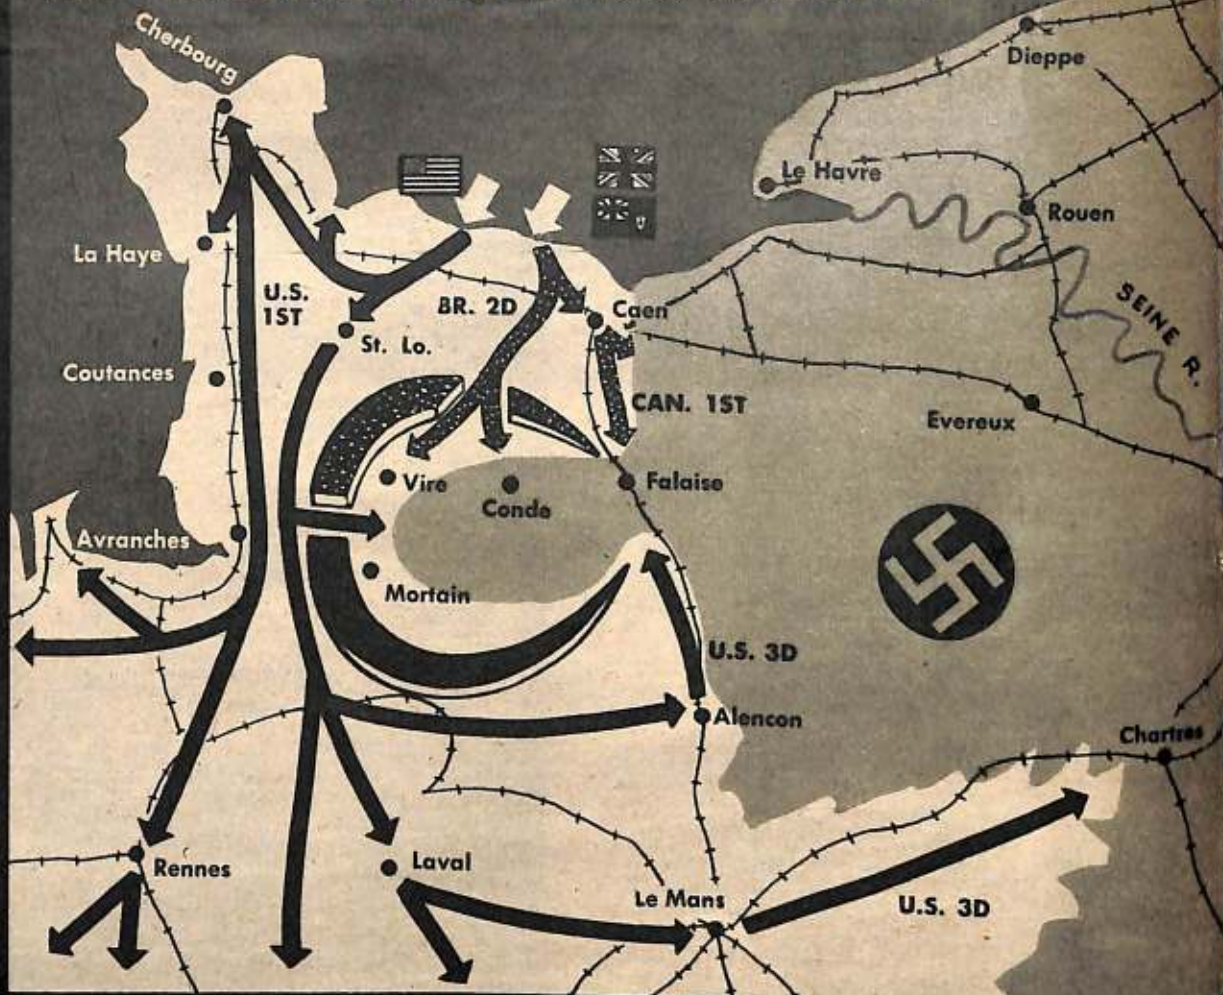 Cherbourg
Dieppe
Le Havre
Rouen
La Haye
SEINE R.
U.S.
1ST
BR. 2D
Caen
St. Lo.
Coutances
CAN. 1ST
Evereux
Vire
Conde
Falaise
Avranches
Mortain
U.S. 3D
Alencon
Chartres
Rennes
Laval
Le Mans
U.S. 3D